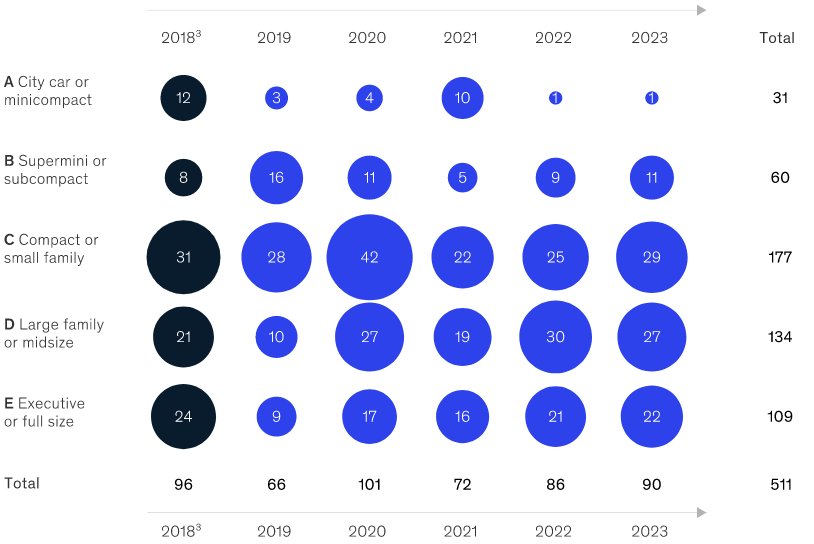 2018³ 2019 2020 2021 2022 2023 Total
A City car or
minicompact
12 3 4 10 1 1 31
B Supermini or
subcompact
8 16 11 5 9 11 60
C Compact or
small family
31 28 42 22 25 29 177
D Large family
or midsize
21 10 27 19 30 27 134
E Executive
or full size
24 9 17 16 21 22 109
Total 96 66 101 72 86 90 511
2018³ 2019 2020 2021 2022 2023